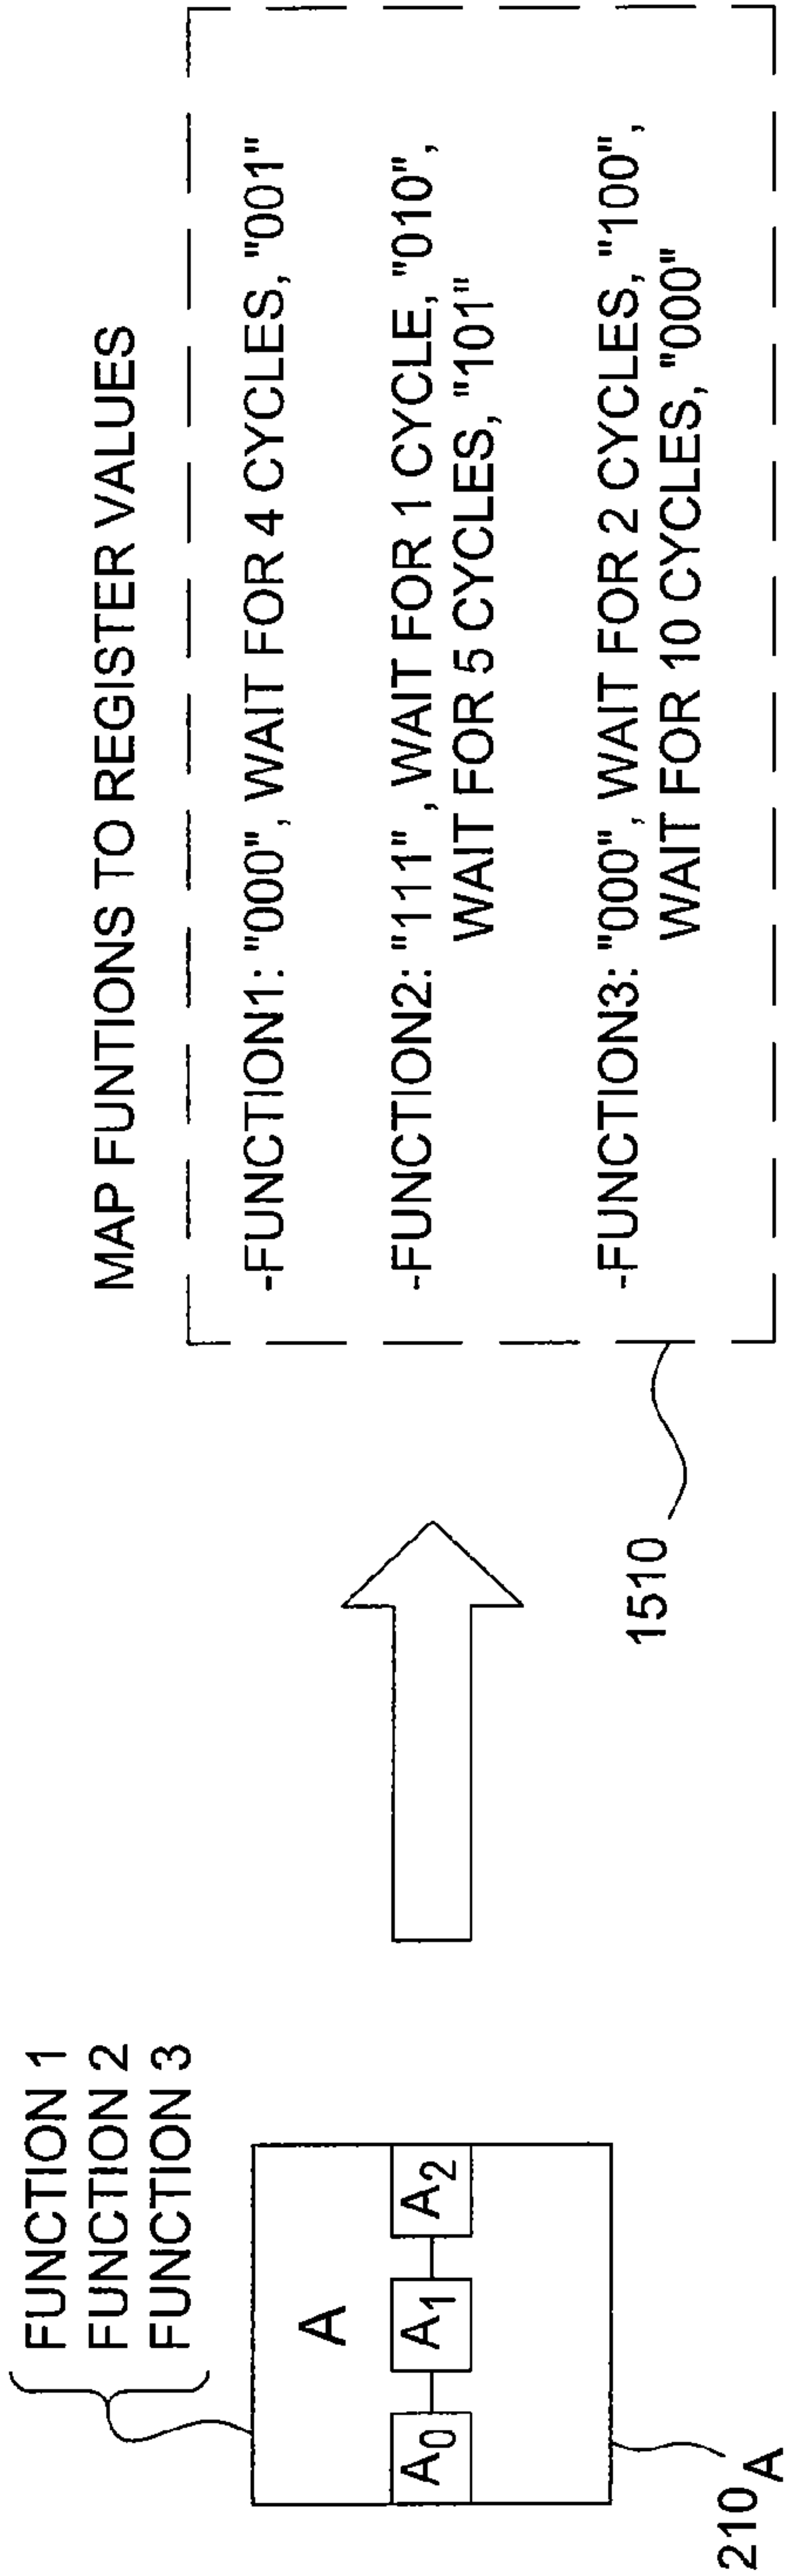 FUNCTION 1
FUNCTION 2
FUNCTION 3
A
A0
A1
A2
210A
MAP FUNTIONS TO REGISTER VALUES
-FUNCTION1: "000", WAIT FOR 4 CYCLES, "001"
-FUNCTION2: "111" , WAIT FOR 1 CYCLE, "010",
WAIT FOR 5 CYCLES, "101"
-FUNCTION3: "000", WAIT FOR 2 CYCLES, "100",
WAIT FOR 10 CYCLES, "000"
1510